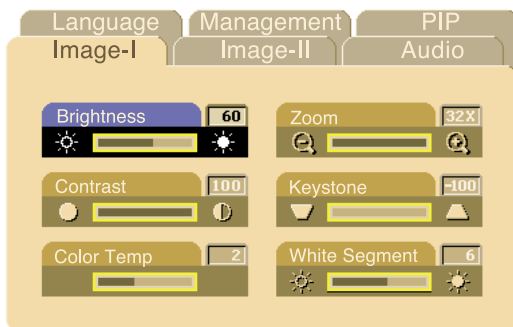 Language Management PIP
Image-I Image-II Audio
Brightness 60
Zoom 32X
Contrast 100
Keystone -100
Color Temp 2
White Segment 6